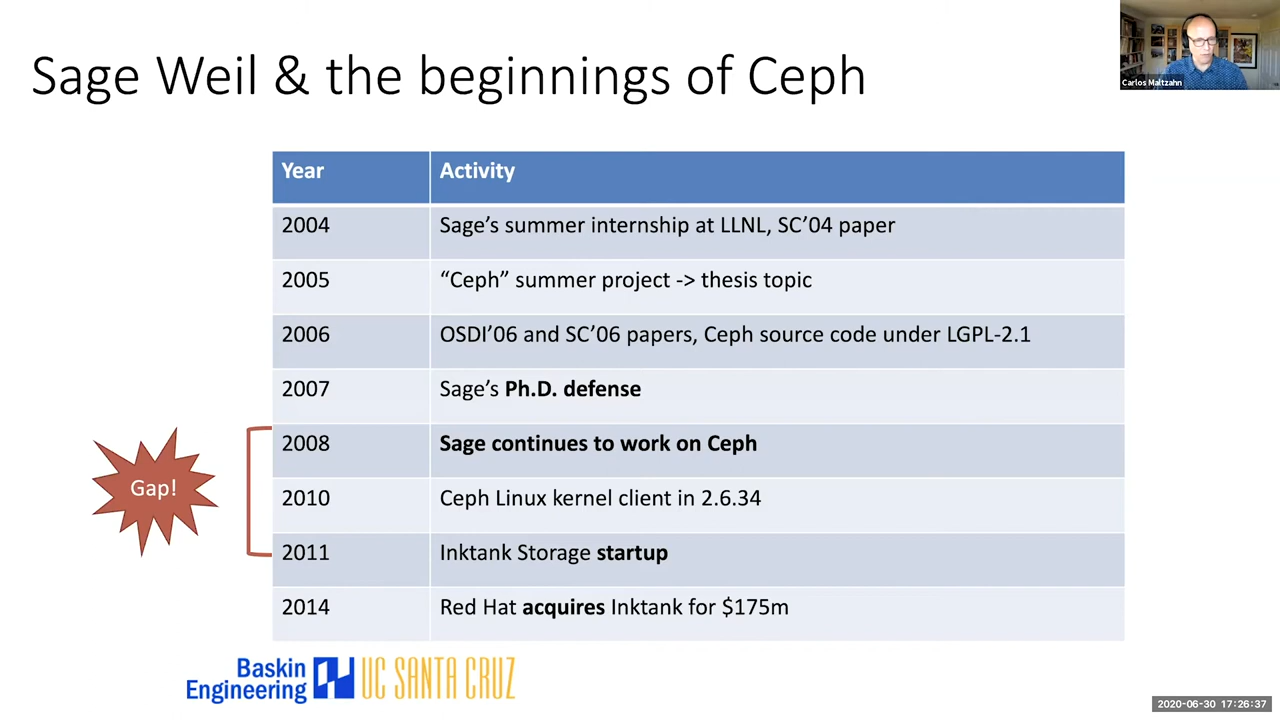 Sage Weil & the beginnings of Ceph
Carlos Maltzahn
Year Activity
2004 Sage’s summer internship at LLNL, SC’04 paper
2005 “Ceph” summer project -> thesis topic
2006 OSDI’06 and SC’06 papers, Ceph source code under LGPL-2.1
2007 Sage’s Ph.D. defense
2008 Sage continues to work on Ceph
Gap!
2010 Ceph Linux kernel client in 2.6.34
2011 Inktank Storage startup
2014 Red Hat acquires Inktank for $175m
Baskin
Engineering
UC SANTA CRUZ
2020-06-30 17:26:37